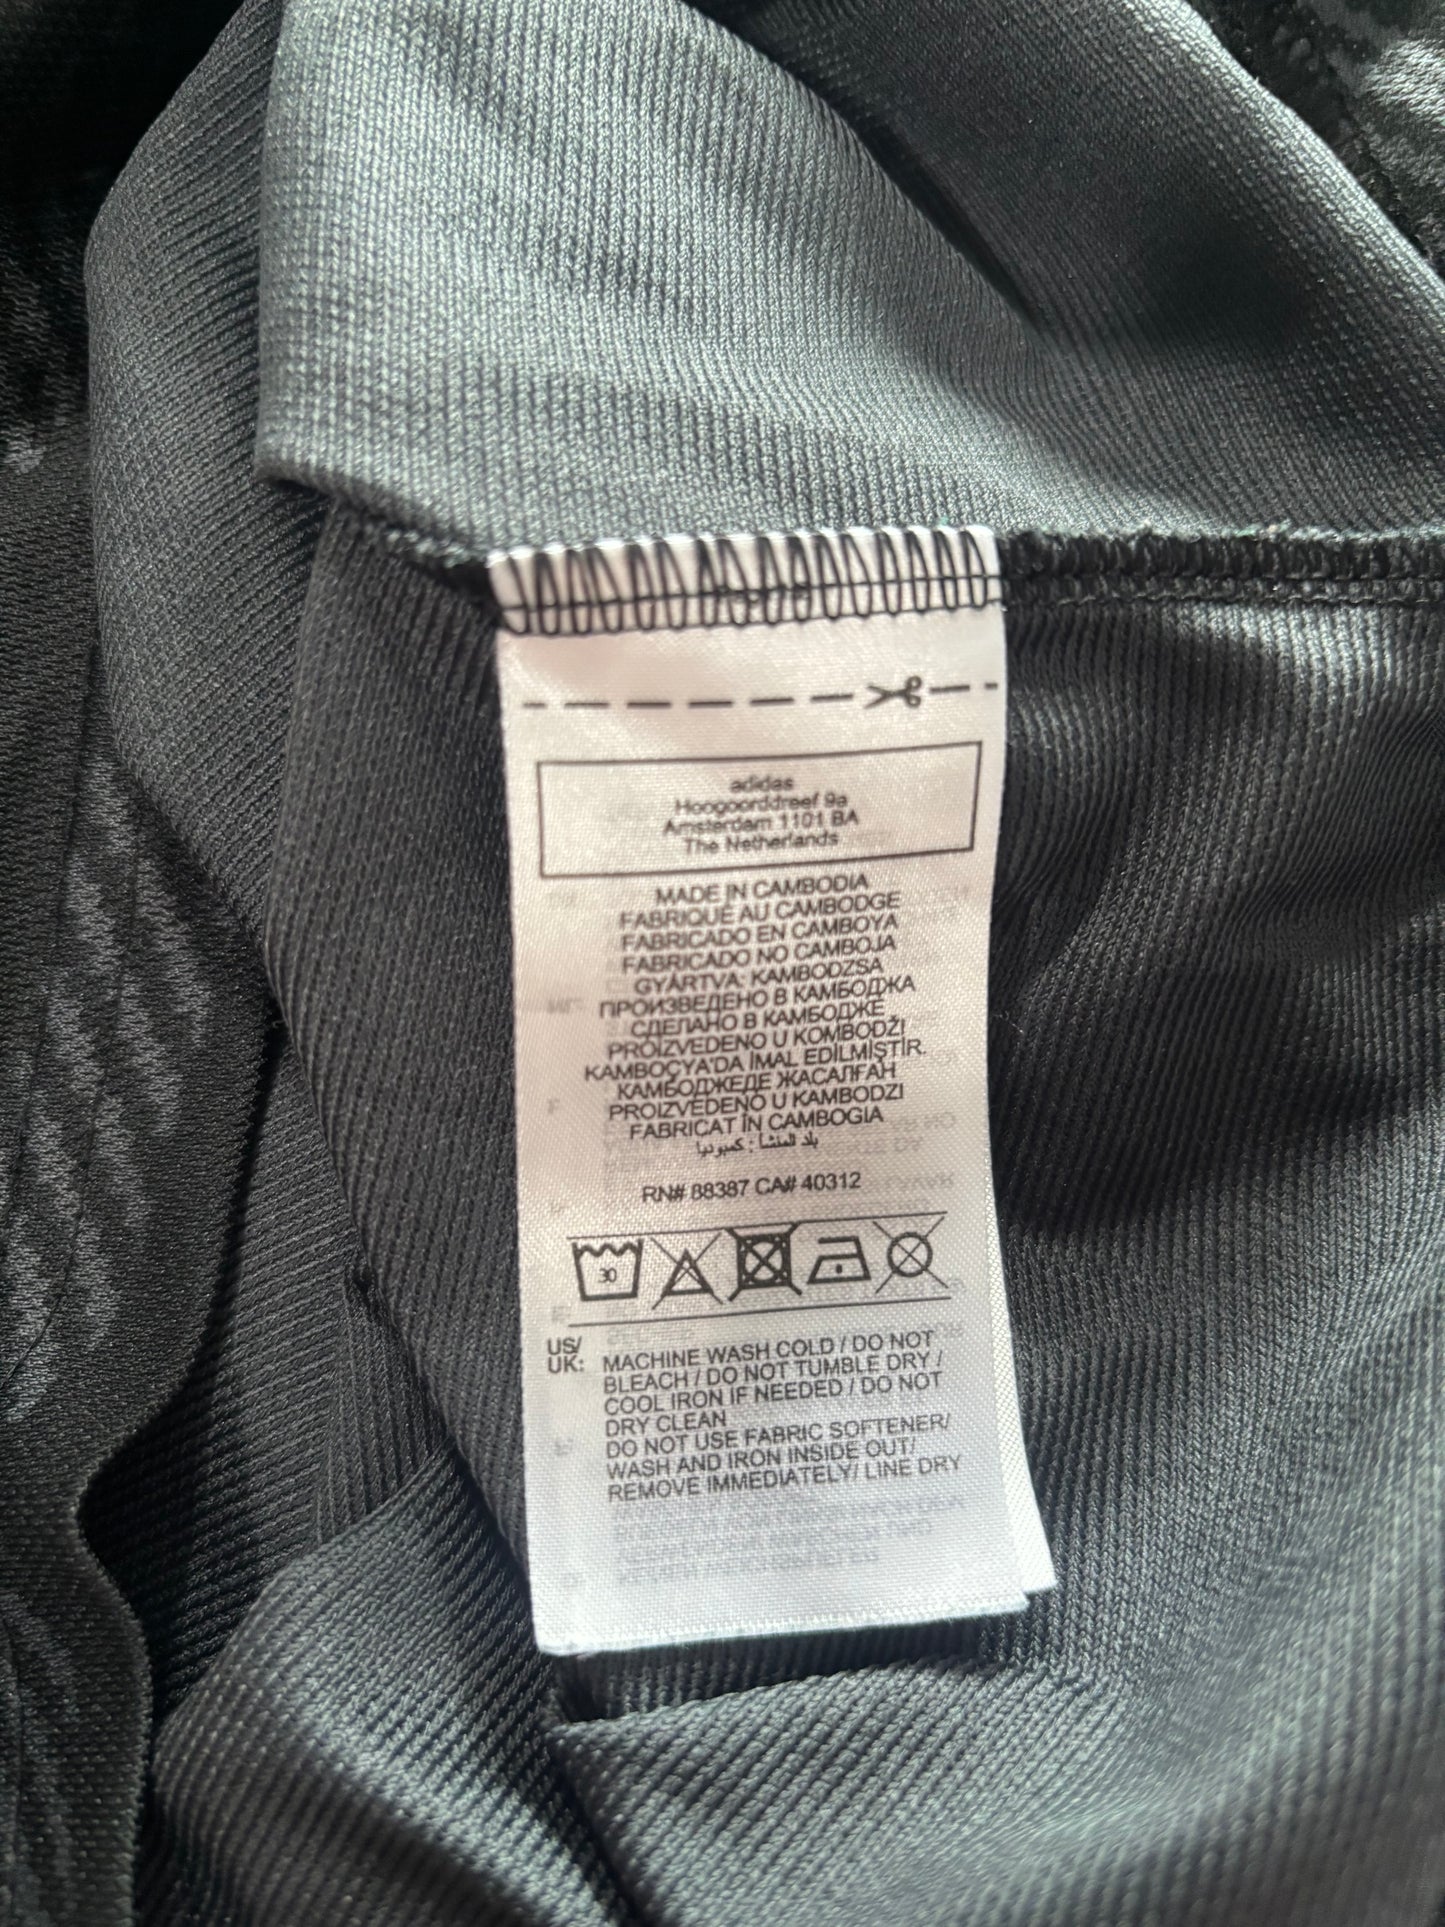 adidas
Hoogoorddreef 9a
Amsterdam 1101 BA
The Netherlands
MADE IN CAMBODIA
FABRIQUÉ AU CAMBODGE
FABRICADO EN CAMBOYA
FABRICADO NO CAMBOJA
GYÁRTVA: KAMBODZSA
ПРОИЗВЕДЕНО В КАМБОДЖА
СДЕЛАНО В КАМБОДЖЕ
PROIZVEDENO U KOMBODŽI
KAMBOÇYA'DA İMAL EDİLMİŞTİR.
КАМБОДЖЕДЕ ЖАСАЛҒАН
PROIZVEDENO U KAMBODZI
FABRICAT ÎN CAMBOGIA
بلد المنشأ : كمبوديا
RN# 88387 CA# 40312
30
US/
UK: MACHINE WASH COLD / DO NOT
BLEACH / DO NOT TUMBLE DRY /
COOL IRON IF NEEDED / DO NOT
DRY CLEAN
DO NOT USE FABRIC SOFTENER/
WASH AND IRON INSIDE OUT/
REMOVE IMMEDIATELY/ LINE DRY